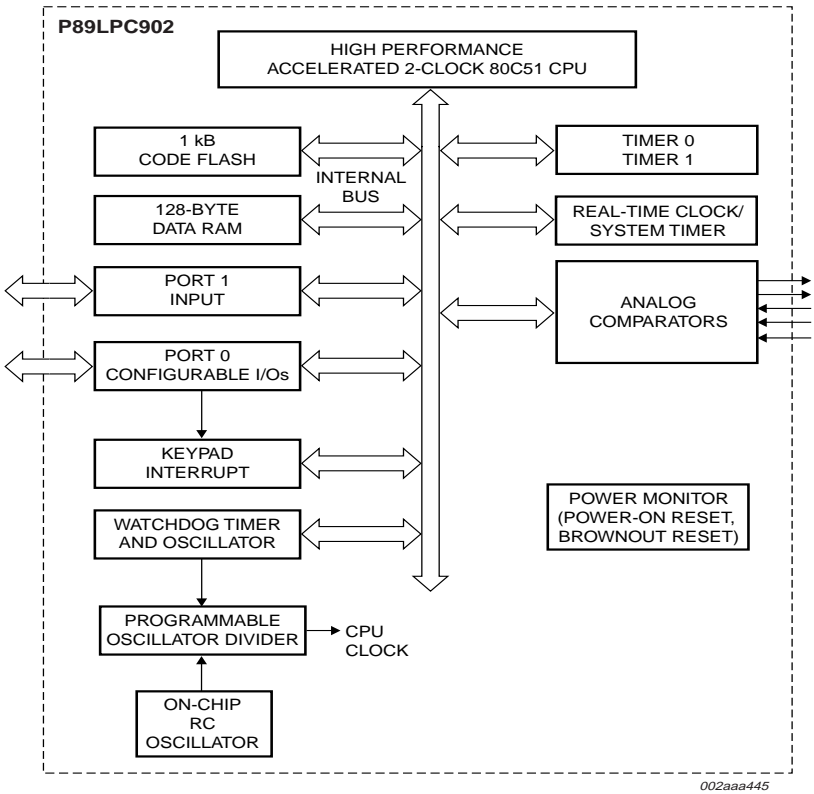 P89LPC902
HIGH PERFORMANCE
ACCELERATED 2-CLOCK 80C51 CPU
1 kB
CODE FLASH
INTERNAL
BUS
TIMER 0
TIMER 1
128-BYTE
DATA RAM
REAL-TIME CLOCK/
SYSTEM TIMER
PORT 1
INPUT
ANALOG
COMPARATORS
PORT 0
CONFIGURABLE I/Os
KEYPAD
INTERRUPT
POWER MONITOR
(POWER-ON RESET,
BROWNOUT RESET)
WATCHDOG TIMER
AND OSCILLATOR
PROGRAMMABLE
OSCILLATOR DIVIDER
CPU
CLOCK
ON-CHIP
RC
OSCILLATOR
002aaa445